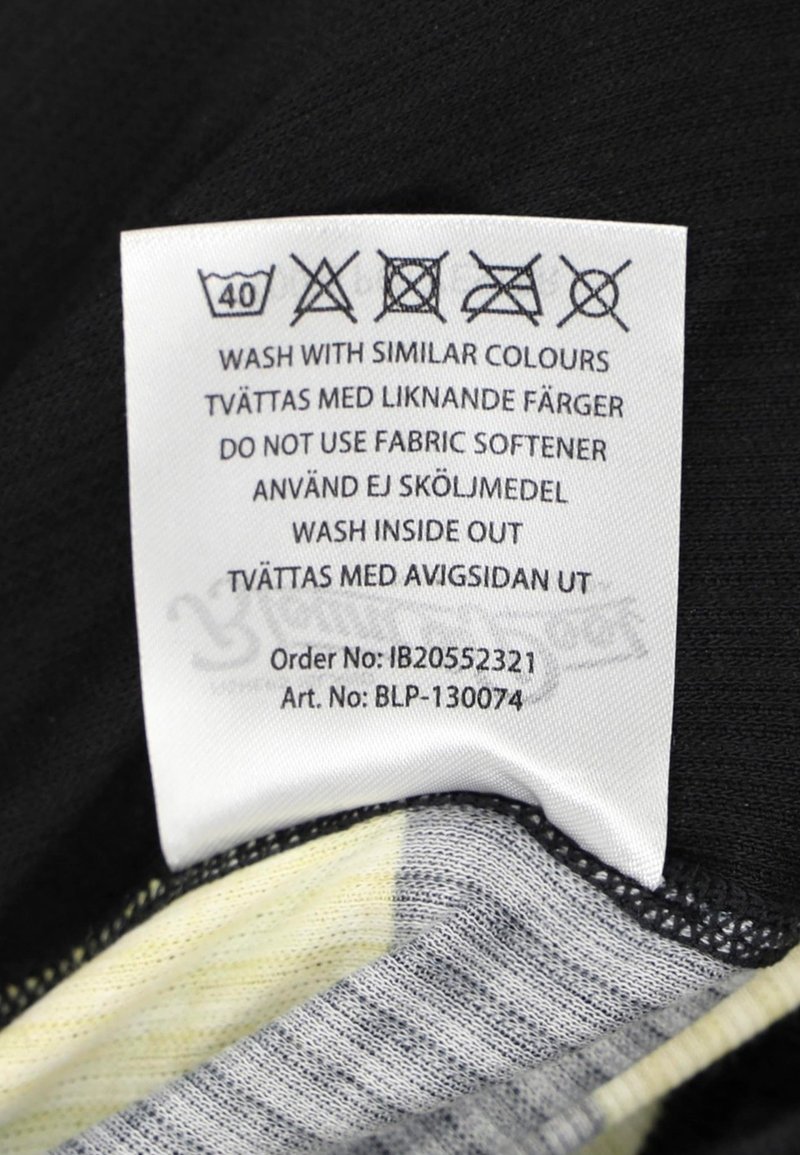 40
WASH WITH SIMILAR COLOURS
TVÄTTAS MED LIKNANDE FÄRGER
DO NOT USE FABRIC SOFTENER
ANVÄND EJ SKÖLJMEDEL
WASH INSIDE OUT
TVÄTTAS MED AVIGSIDAN UT
Order No: IB20552321
Art. No: BLP-130074